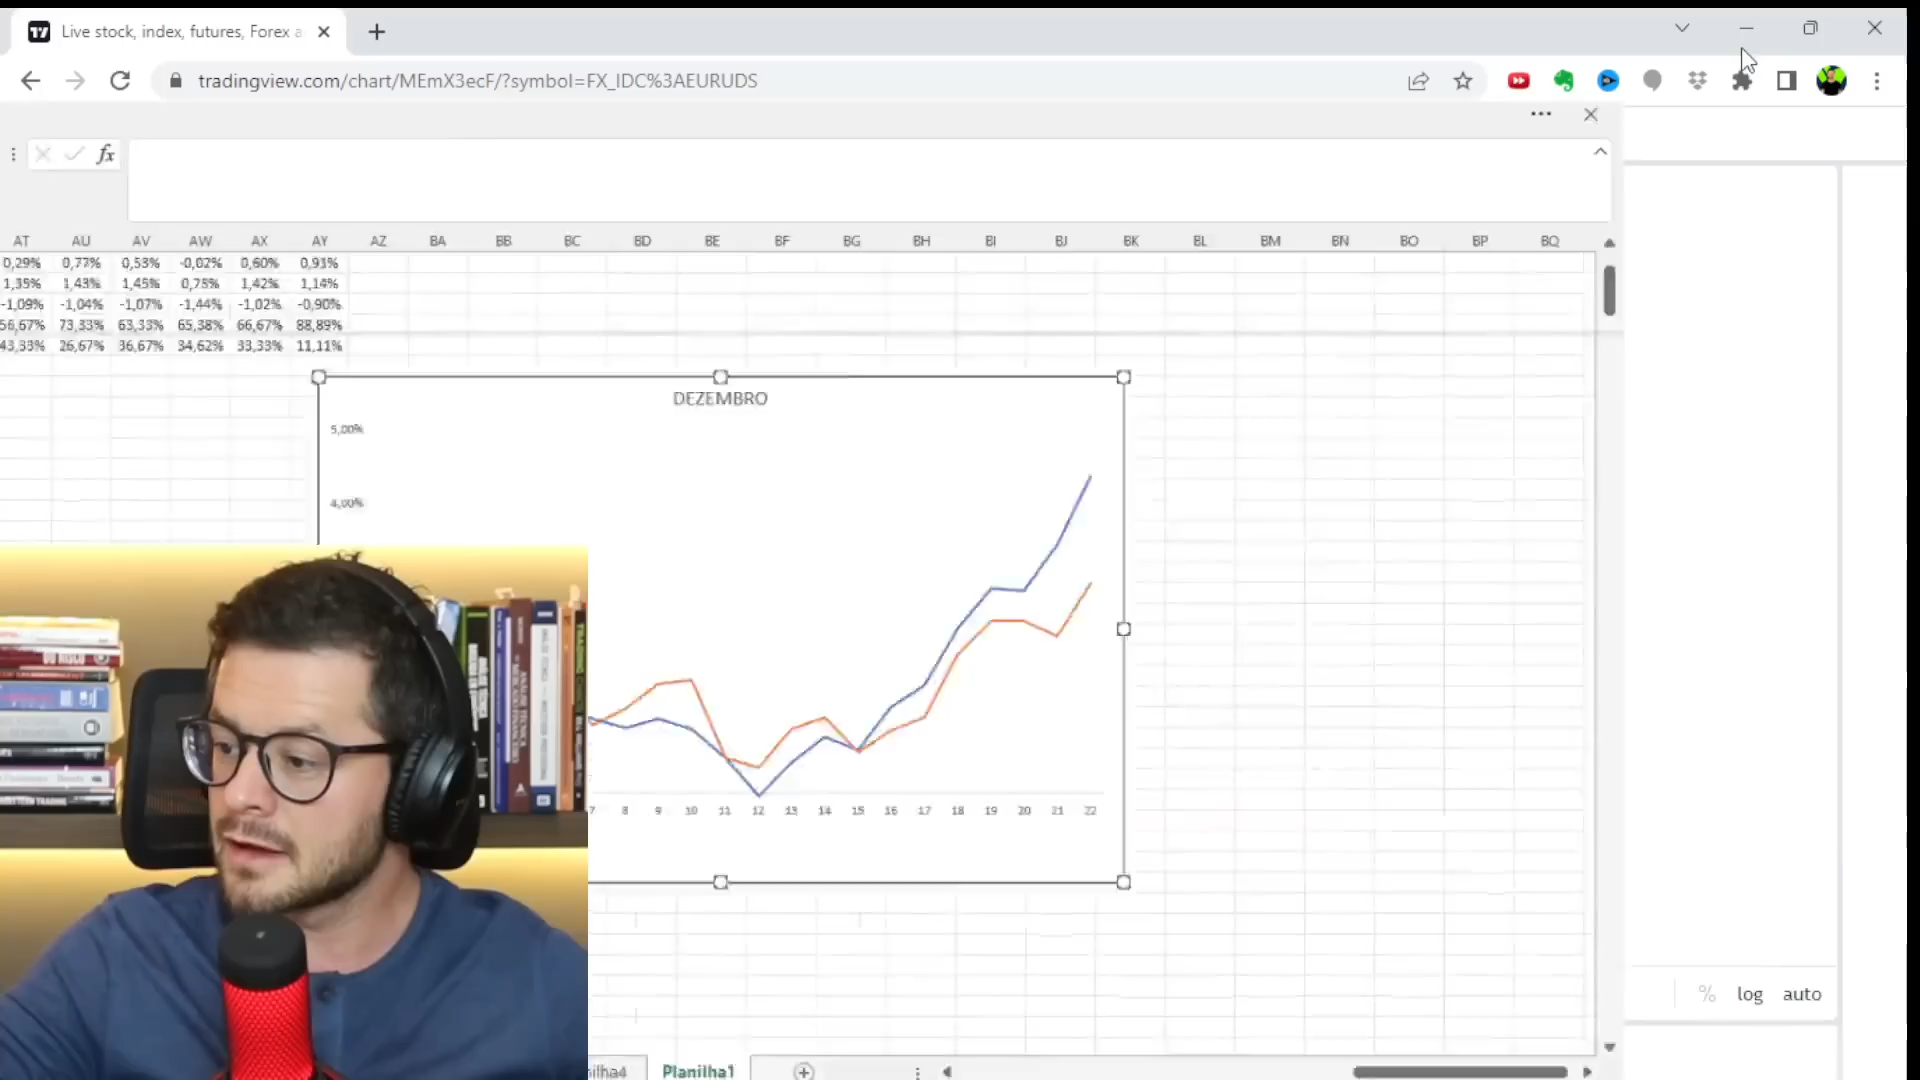 Live stock, index, futures, Forex a
tradingview.com/chart/MEmX3ecF/?symbol=FX_IDC%3AEURUDS
fx
AT AU AV AW AX AY AZ BA BB BC BD BE BF BG BH BI BJ BK BL BM BN BO BP BQ
0,29% 0,77% 0,53% -0,02% 0,60% 0,93%
1,35% 1,43% 1,45% 0,75% 1,42% 1,14%
-1,09% -1,04% -1,07% -1,44% -1,02% -0,90%
56,67% 73,33% 63,33% 65,38% 66,67% 88,89%
43,33% 26,67% 36,67% 34,62% 33,33% 11,11%
DEZEMBRO
5,00%
4,00%
7 8 9 10 11 12 13 14 15 16 17 18 19 20 21 22
% log auto
ilha4 Planilha1